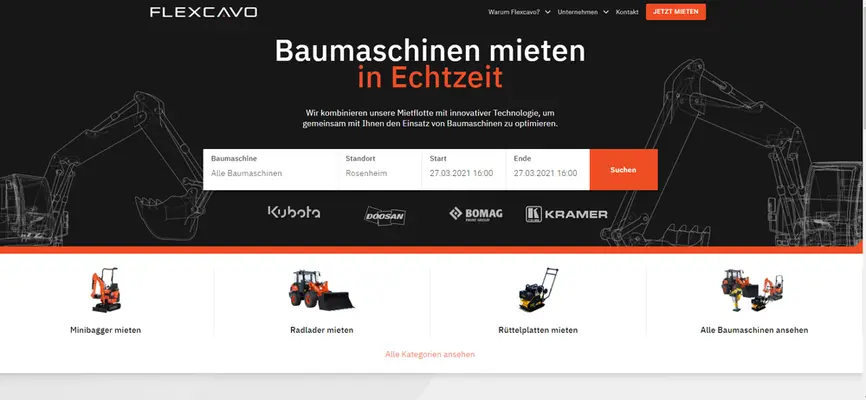 FLEXCAVO
Warum Flexcavo? Unternehmen Kontakt JETZT MIETEN
Baumaschinen mieten
in Echtzeit
Wir kombinieren unsere Mietflotte mit innovativer Technologie, um
gemeinsam mit Ihnen den Einsatz von Baumaschinen zu optimieren.
Baumaschine Standort Start Ende
Alle Baumaschinen Rosenheim 27.03.2021 16:00 27.03.2021 16:00
Suchen
Kubota DOOSAN BOMAG KRAMER
FAYAT GROUP
Minibagger mieten Radlader mieten Rüttelplatten mieten Alle Baumaschinen ansehen
Alle Kategorien ansehen